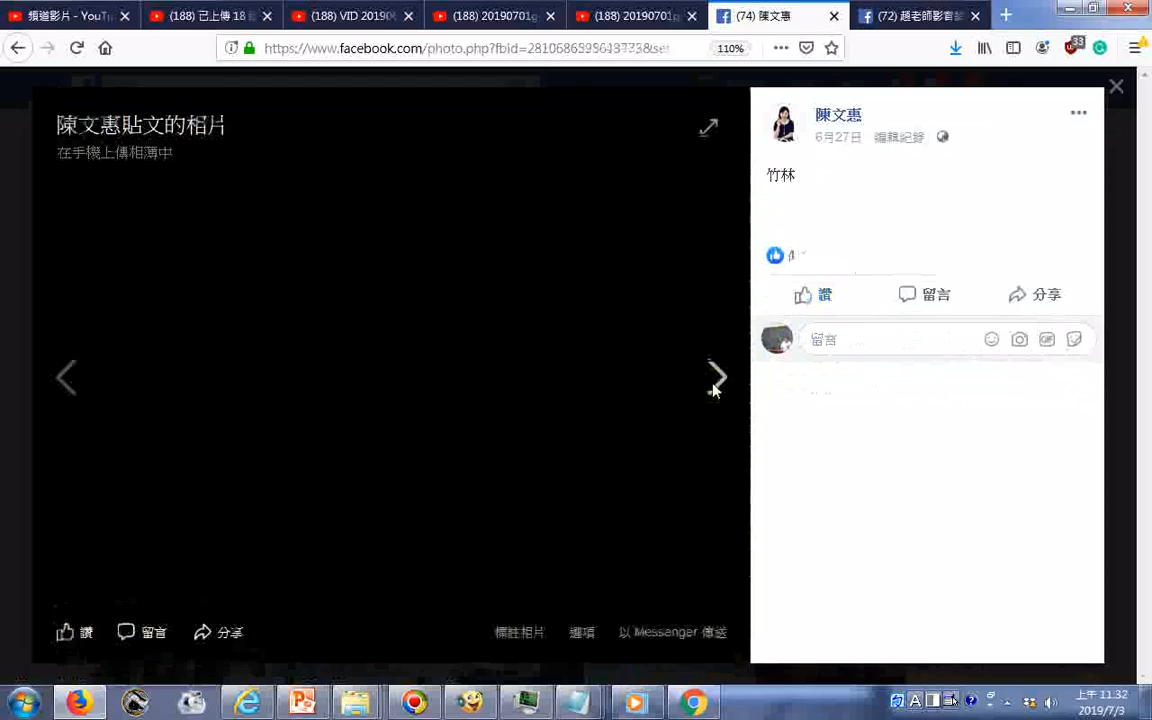 頻道影片 - YouTu
(188) 已上傳 18
(188) VID 20190
(188) 20190701g
(188) 20190701
(74) 陳文惠
(72) 趙老師影音
https://www.facebook.com/photo.php?fbid=
110%
33
陳文惠貼文的相片
在手機上傳相簿中
陳文惠
6月27日 編輯紀錄
竹林
讚 留言 分享
留言
GIF
讚 留言 分享 標註相片 選項 以 Messenger 傳送
A
上午 11:32
2019/7/3